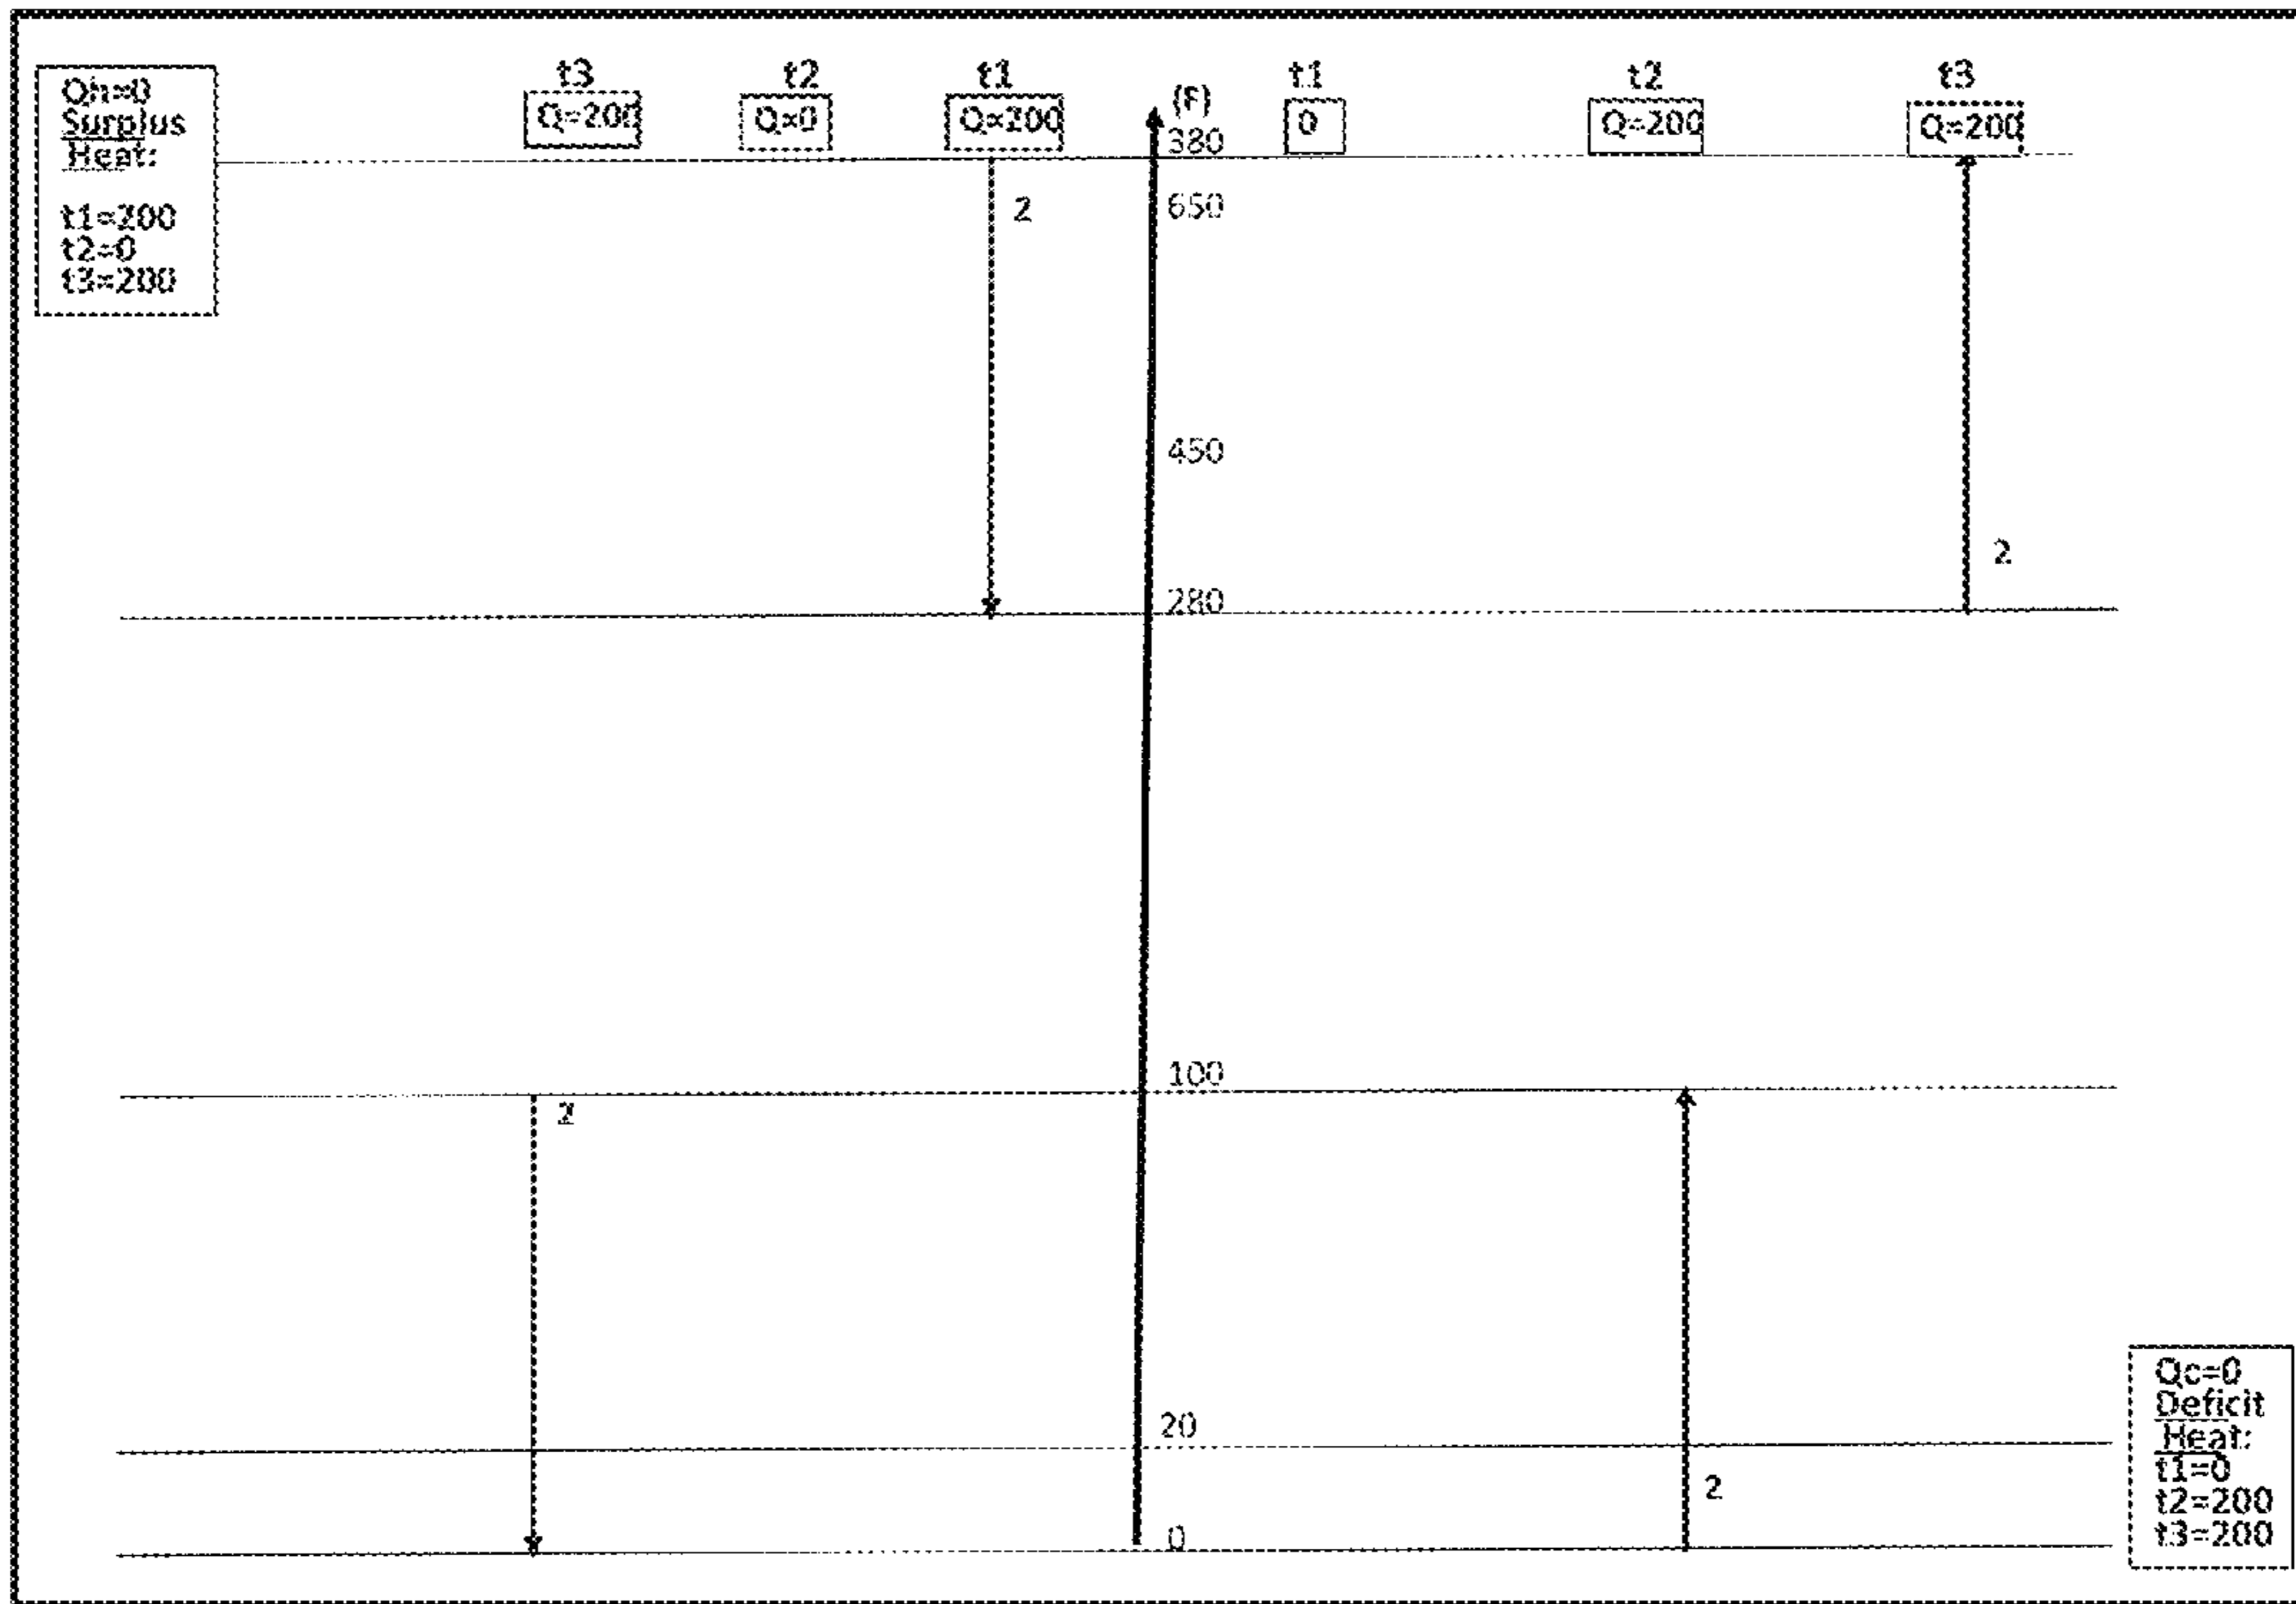 t3 t2 t1 t1 t2 t3
Q=200 Q=0 Q=200 0 Q=200 Q=200
Qh=0
Surplus
Heat:
t1=200
t2=0
t3=200
(F)
380
2
650
450
2
280
100
2
20
2
0
Qc=0
Deficit
Heat:
t1=0
t2=200
t3=200